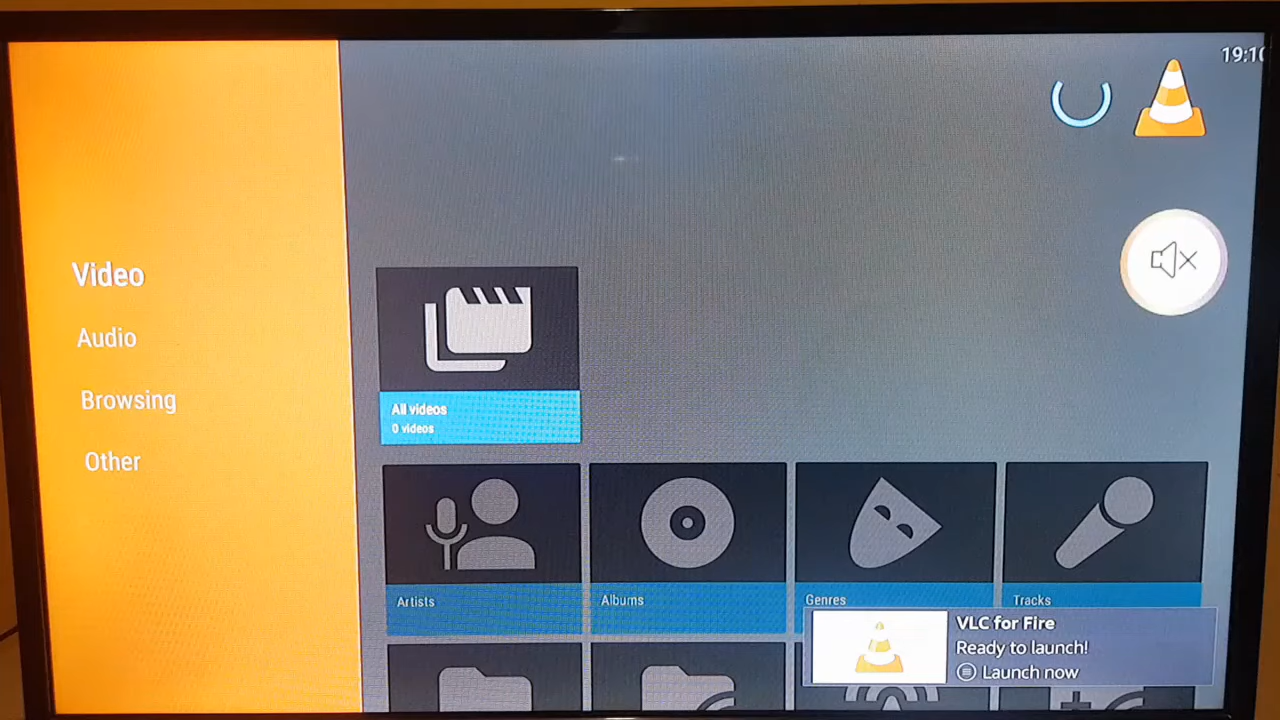 19:10
Video
Audio
Browsing
Other
All videos
0 videos
Artists
Albums
Genres
Tracks
VLC for Fire
Ready to launch!
Launch now